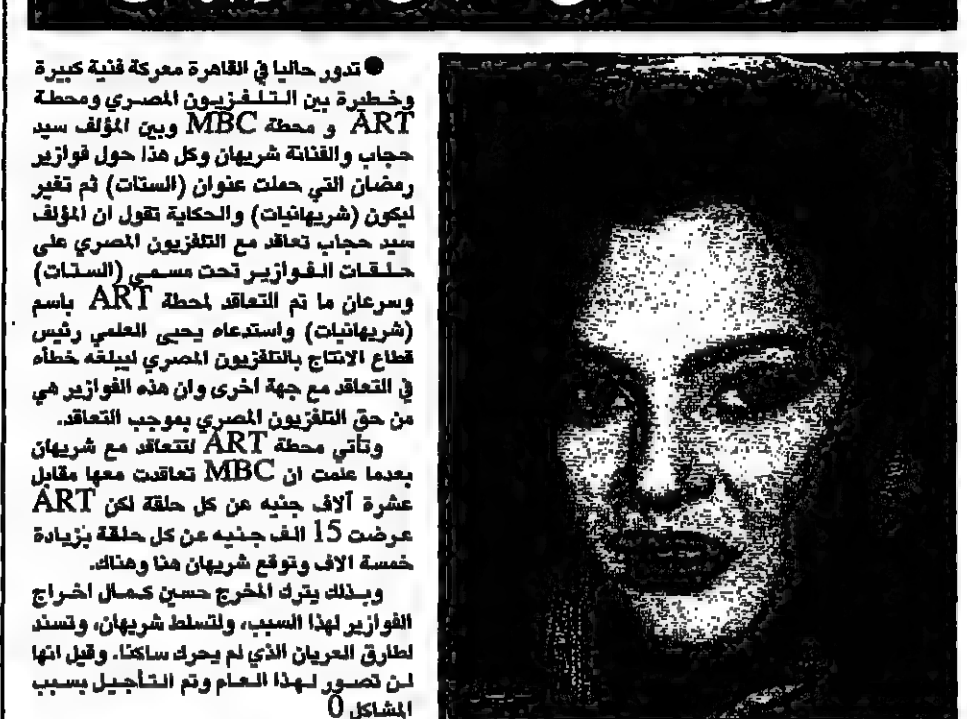 ● تدور حاليا في القاهرة معركة فنية كبيرة
وخطيرة بين التلفزيون المصري ومحطة
ART و محطة MBC وبين المؤلف سيد
حجاب والفنانة شريهان وكل هذا حول فوازير
رمضان التي حملت عنوان (الستات) ثم تغير
ليكون (شريهانيات) والحكاية تقول ان المؤلف
سيد حجاب تعاقد مع التلفزيون المصري على
حلقات الفوازير تحت مسمى (الستات)
وسرعان ما تم التعاقد لمحطة ART باسم
(شريهانيات) واستدعاه يحيى العلمي رئيس
قطاع الانتاج بالتلفزيون المصري ليبلغه خطأه
في التعاقد مع جهة اخرى وان هذه الفوازير هي
من حق التلفزيون المصري بموجب التعاقد.
وتأتي محطة ART لتتعاقد مع شريهان
بعدما علمت ان MBC تعاقدت معها مقابل
عشرة آلاف جنيه عن كل حلقة لكن ART
عرضت 15 الف جنيه عن كل حلقة بزيادة
خمسة الاف وتوقع شريهان هنا وهناك.
وبذلك يترك المخرج حسين كمال اخراج
الفوازير لهذا السبب، ولتسلط شريهان، وتسند
لطارق العريان الذي لم يحرك ساكنا. وقيل انها
لن تصور لهذا العام وتم التأجيل بسبب
المشاكل 0